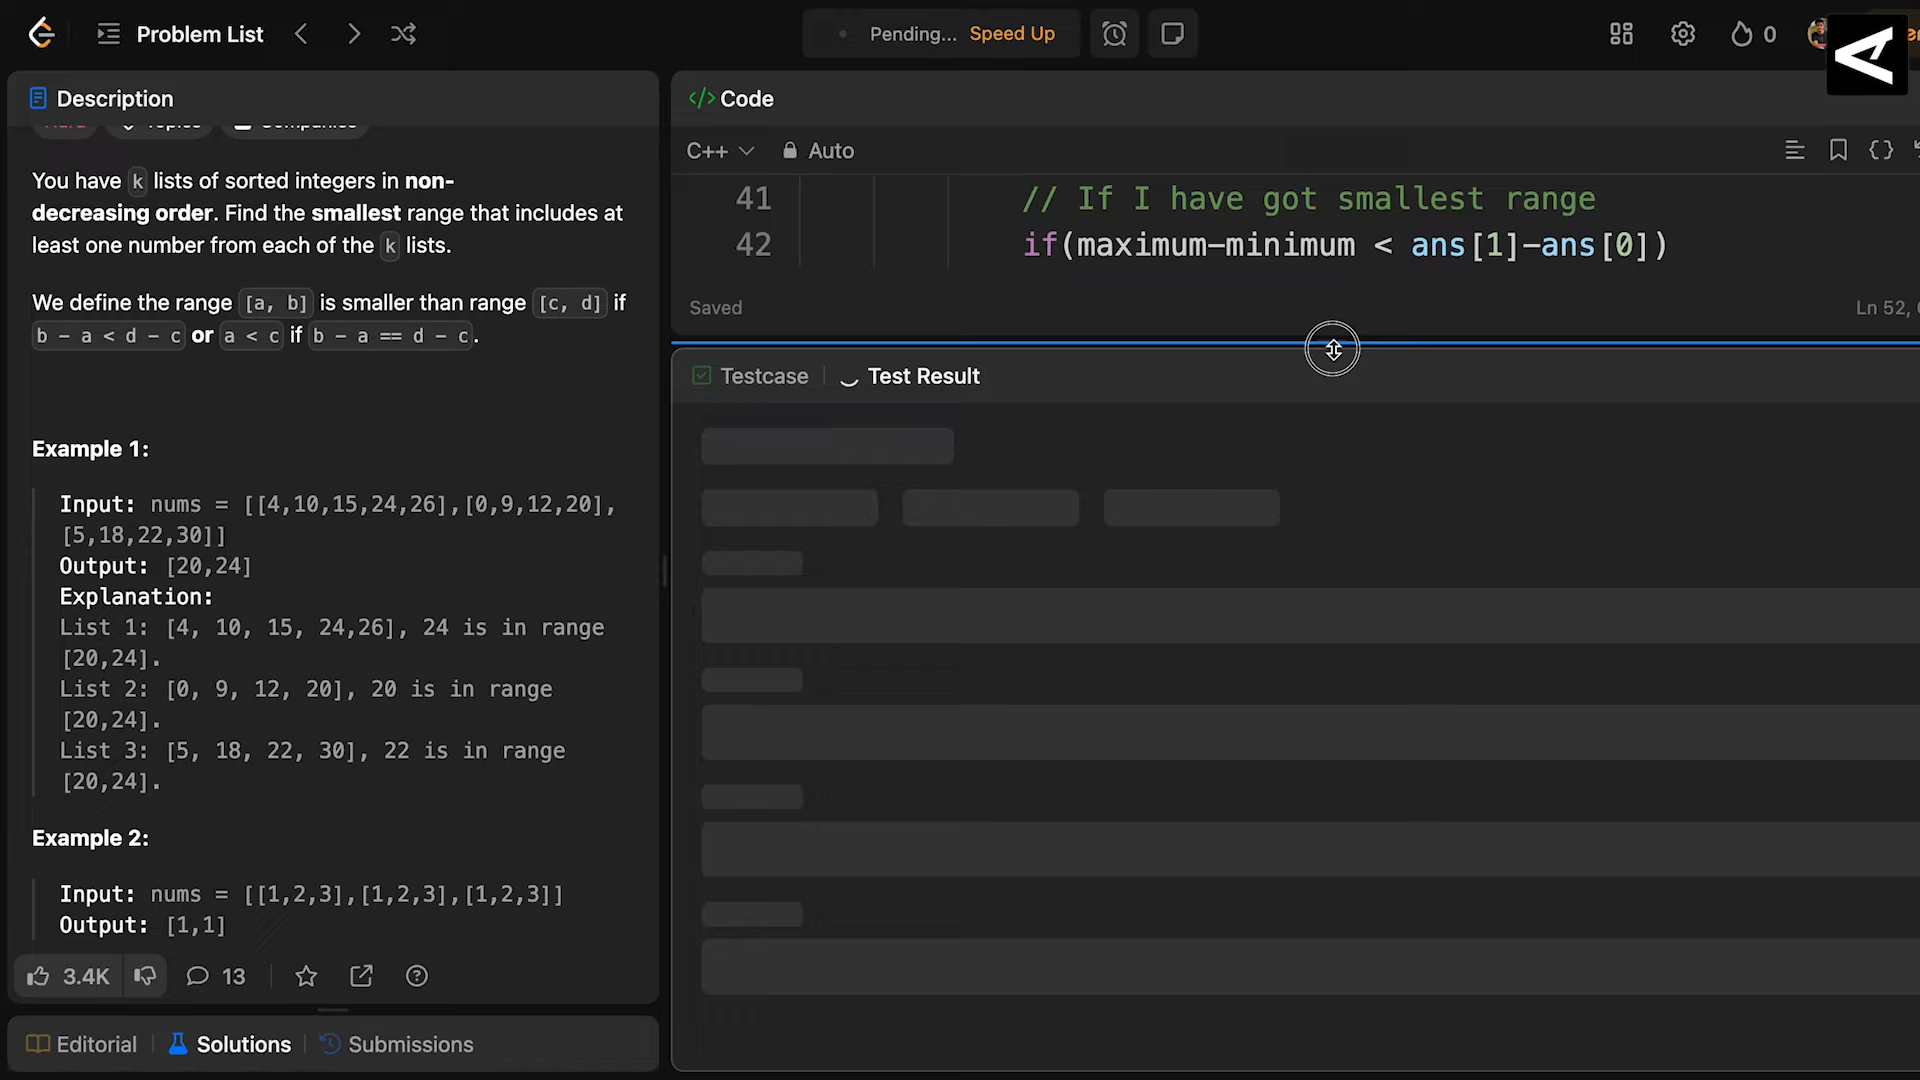 Problem List
Pending... Speed Up
0
Description
Code
C++ Auto
Hard Topics Companies
You have k lists of sorted integers in non-
decreasing order. Find the smallest range that includes at
least one number from each of the k lists.
We define the range [a, b] is smaller than range [c, d] if
b - a < d - c or a < c if b - a == d - c.
Example 1:
Input: nums = [[4,10,15,24,26],[0,9,12,20],
[5,18,22,30]]
Output: [20,24]
Explanation:
List 1: [4, 10, 15, 24,26], 24 is in range
[20,24].
List 2: [0, 9, 12, 20], 20 is in range
[20,24].
List 3: [5, 18, 22, 30], 22 is in range
[20,24].
Example 2:
Input: nums = [[1,2,3],[1,2,3],[1,2,3]]
Output: [1,1]
3.4K 13
Editorial Solutions Submissions
41 // If I have got smallest range
42 if(maximum-minimum < ans[1]-ans[0])
Saved
Ln 52,
Testcase Test Result